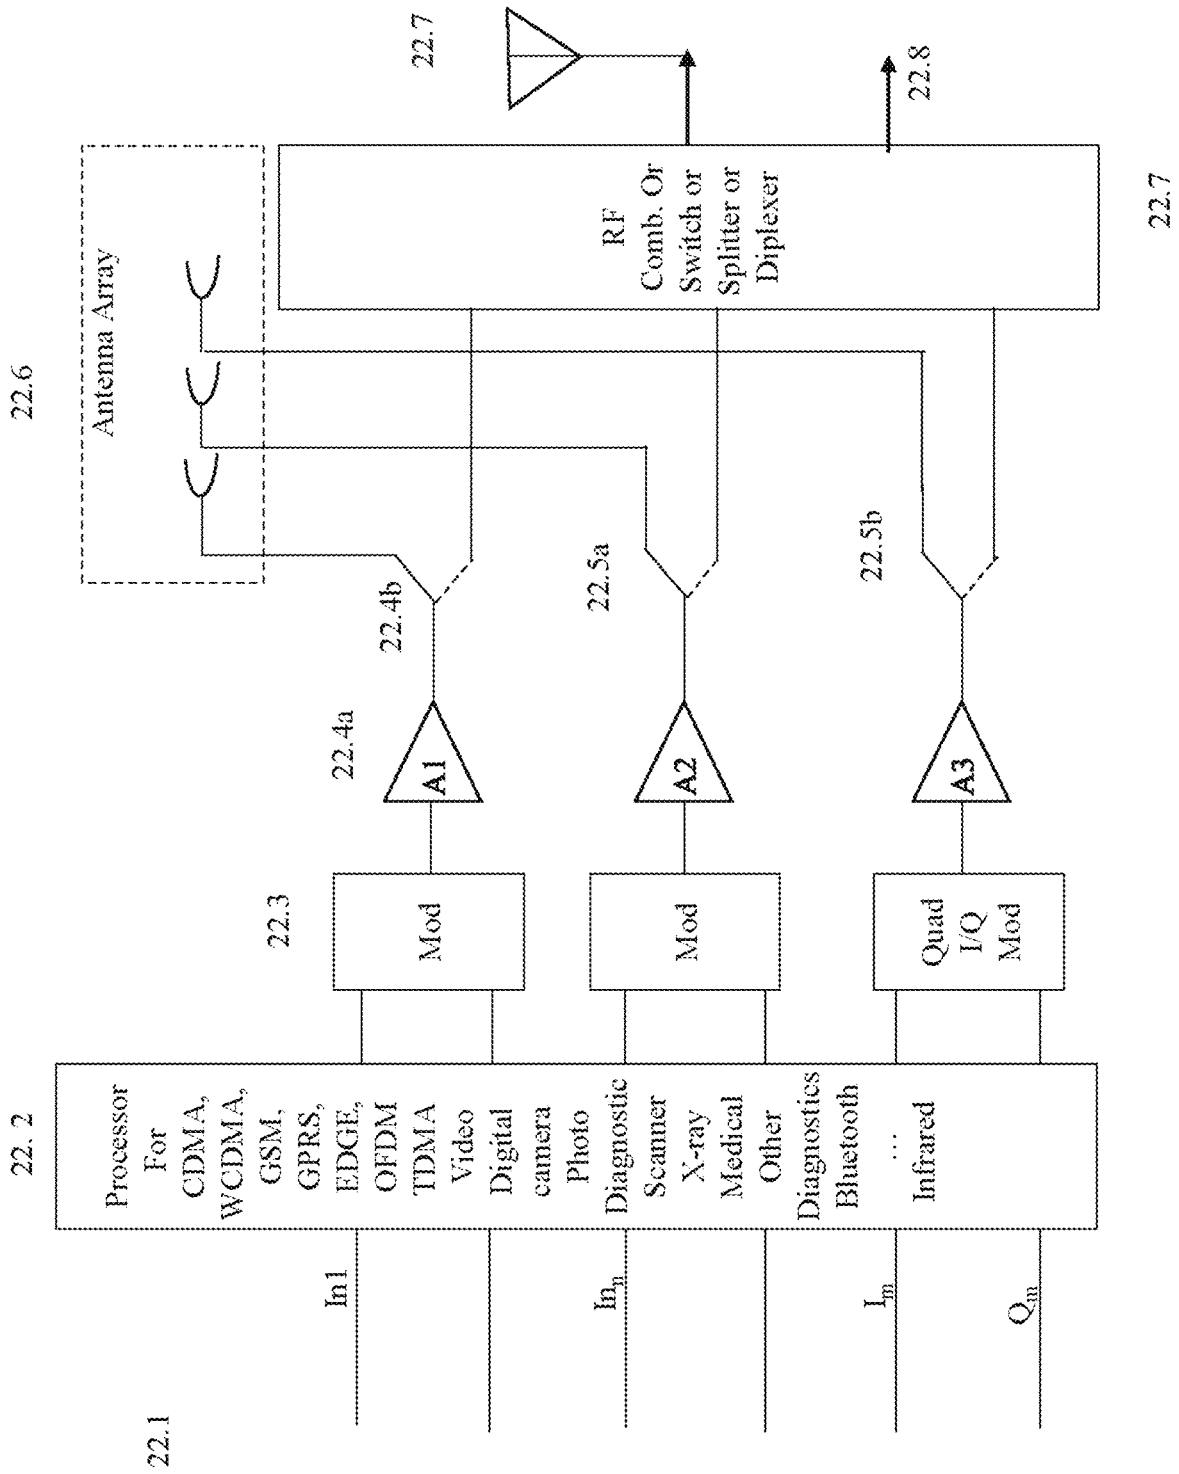 22.1
In1
In_n
I_m
Q_m
22. 2
Processor
For
CDMA,
WCDMA,
GSM,
GPRS,
EDGE,
OFDM
TDMA
Video
Digital
camera
Photo
Diagnostic
Scanner
X-ray
Medical
Other
Diagnostics
Bluetooth
...
Infrared
22.3
Mod
Mod
Quad
I/Q
Mod
22.4a
A1
A2
A3
22.4b
22.5a
22.5b
22.6
Antenna Array
RF
Comb. Or
Switch or
Splitter or
Diplexer
22.7
22.7
22.8